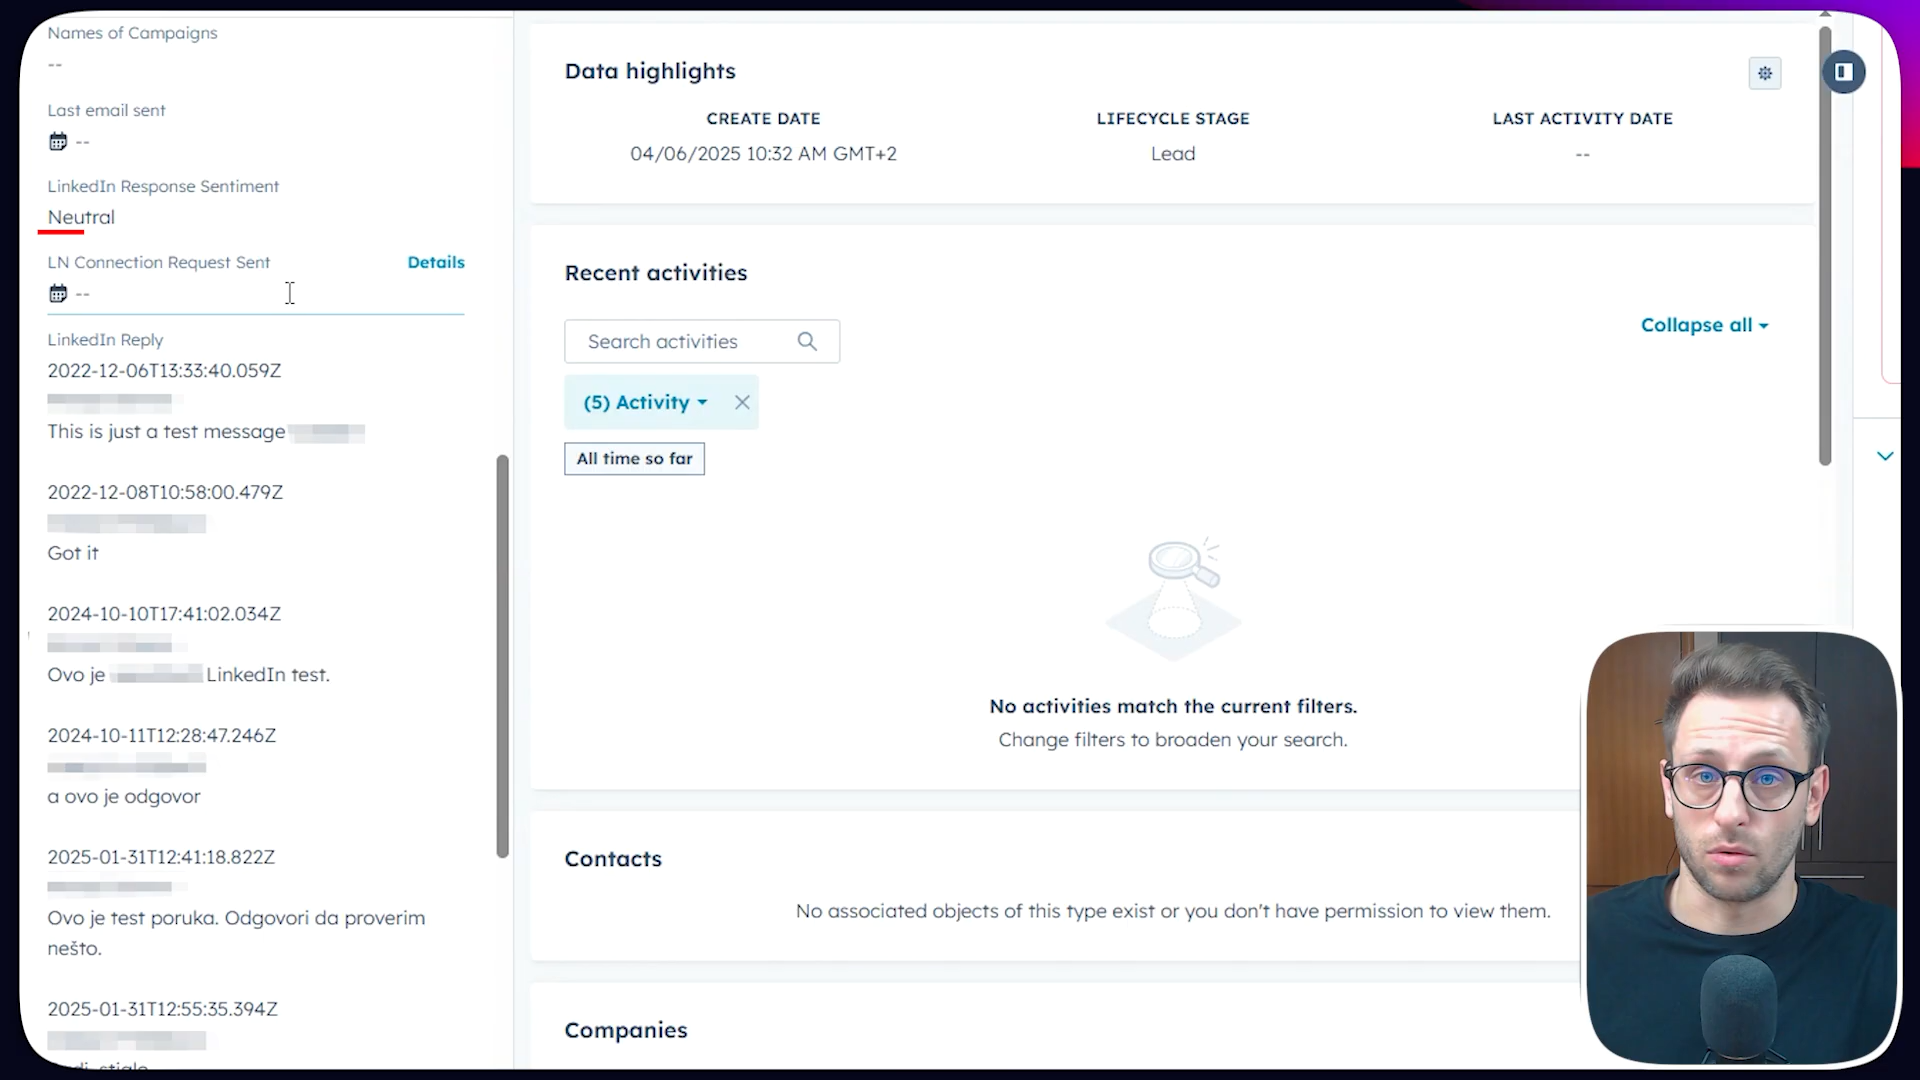 Names of Campaigns
--
Last email sent
--
LinkedIn Response Sentiment
Neutral
LN Connection Request Sent
Details
--
LinkedIn Reply
2022-12-06T13:33:40.059Z
This is just a test message
2022-12-08T10:58:00.479Z
Got it
2024-10-10T17:41:02.034Z
Ovo je LinkedIn test.
2024-10-11T12:28:47.246Z
a ovo je odgovor
2025-01-31T12:41:18.822Z
Ovo je test poruka. Odgovori da proverim
nešto.
2025-01-31T12:55:35.394Z
Data highlights
CREATE DATE
04/06/2025 10:32 AM GMT+2
LIFECYCLE STAGE
Lead
LAST ACTIVITY DATE
--
Recent activities
Search activities
Collapse all
(5) Activity
All time so far
No activities match the current filters.
Change filters to broaden your search.
Contacts
No associated objects of this type exist or you don't have permission to view them.
Companies